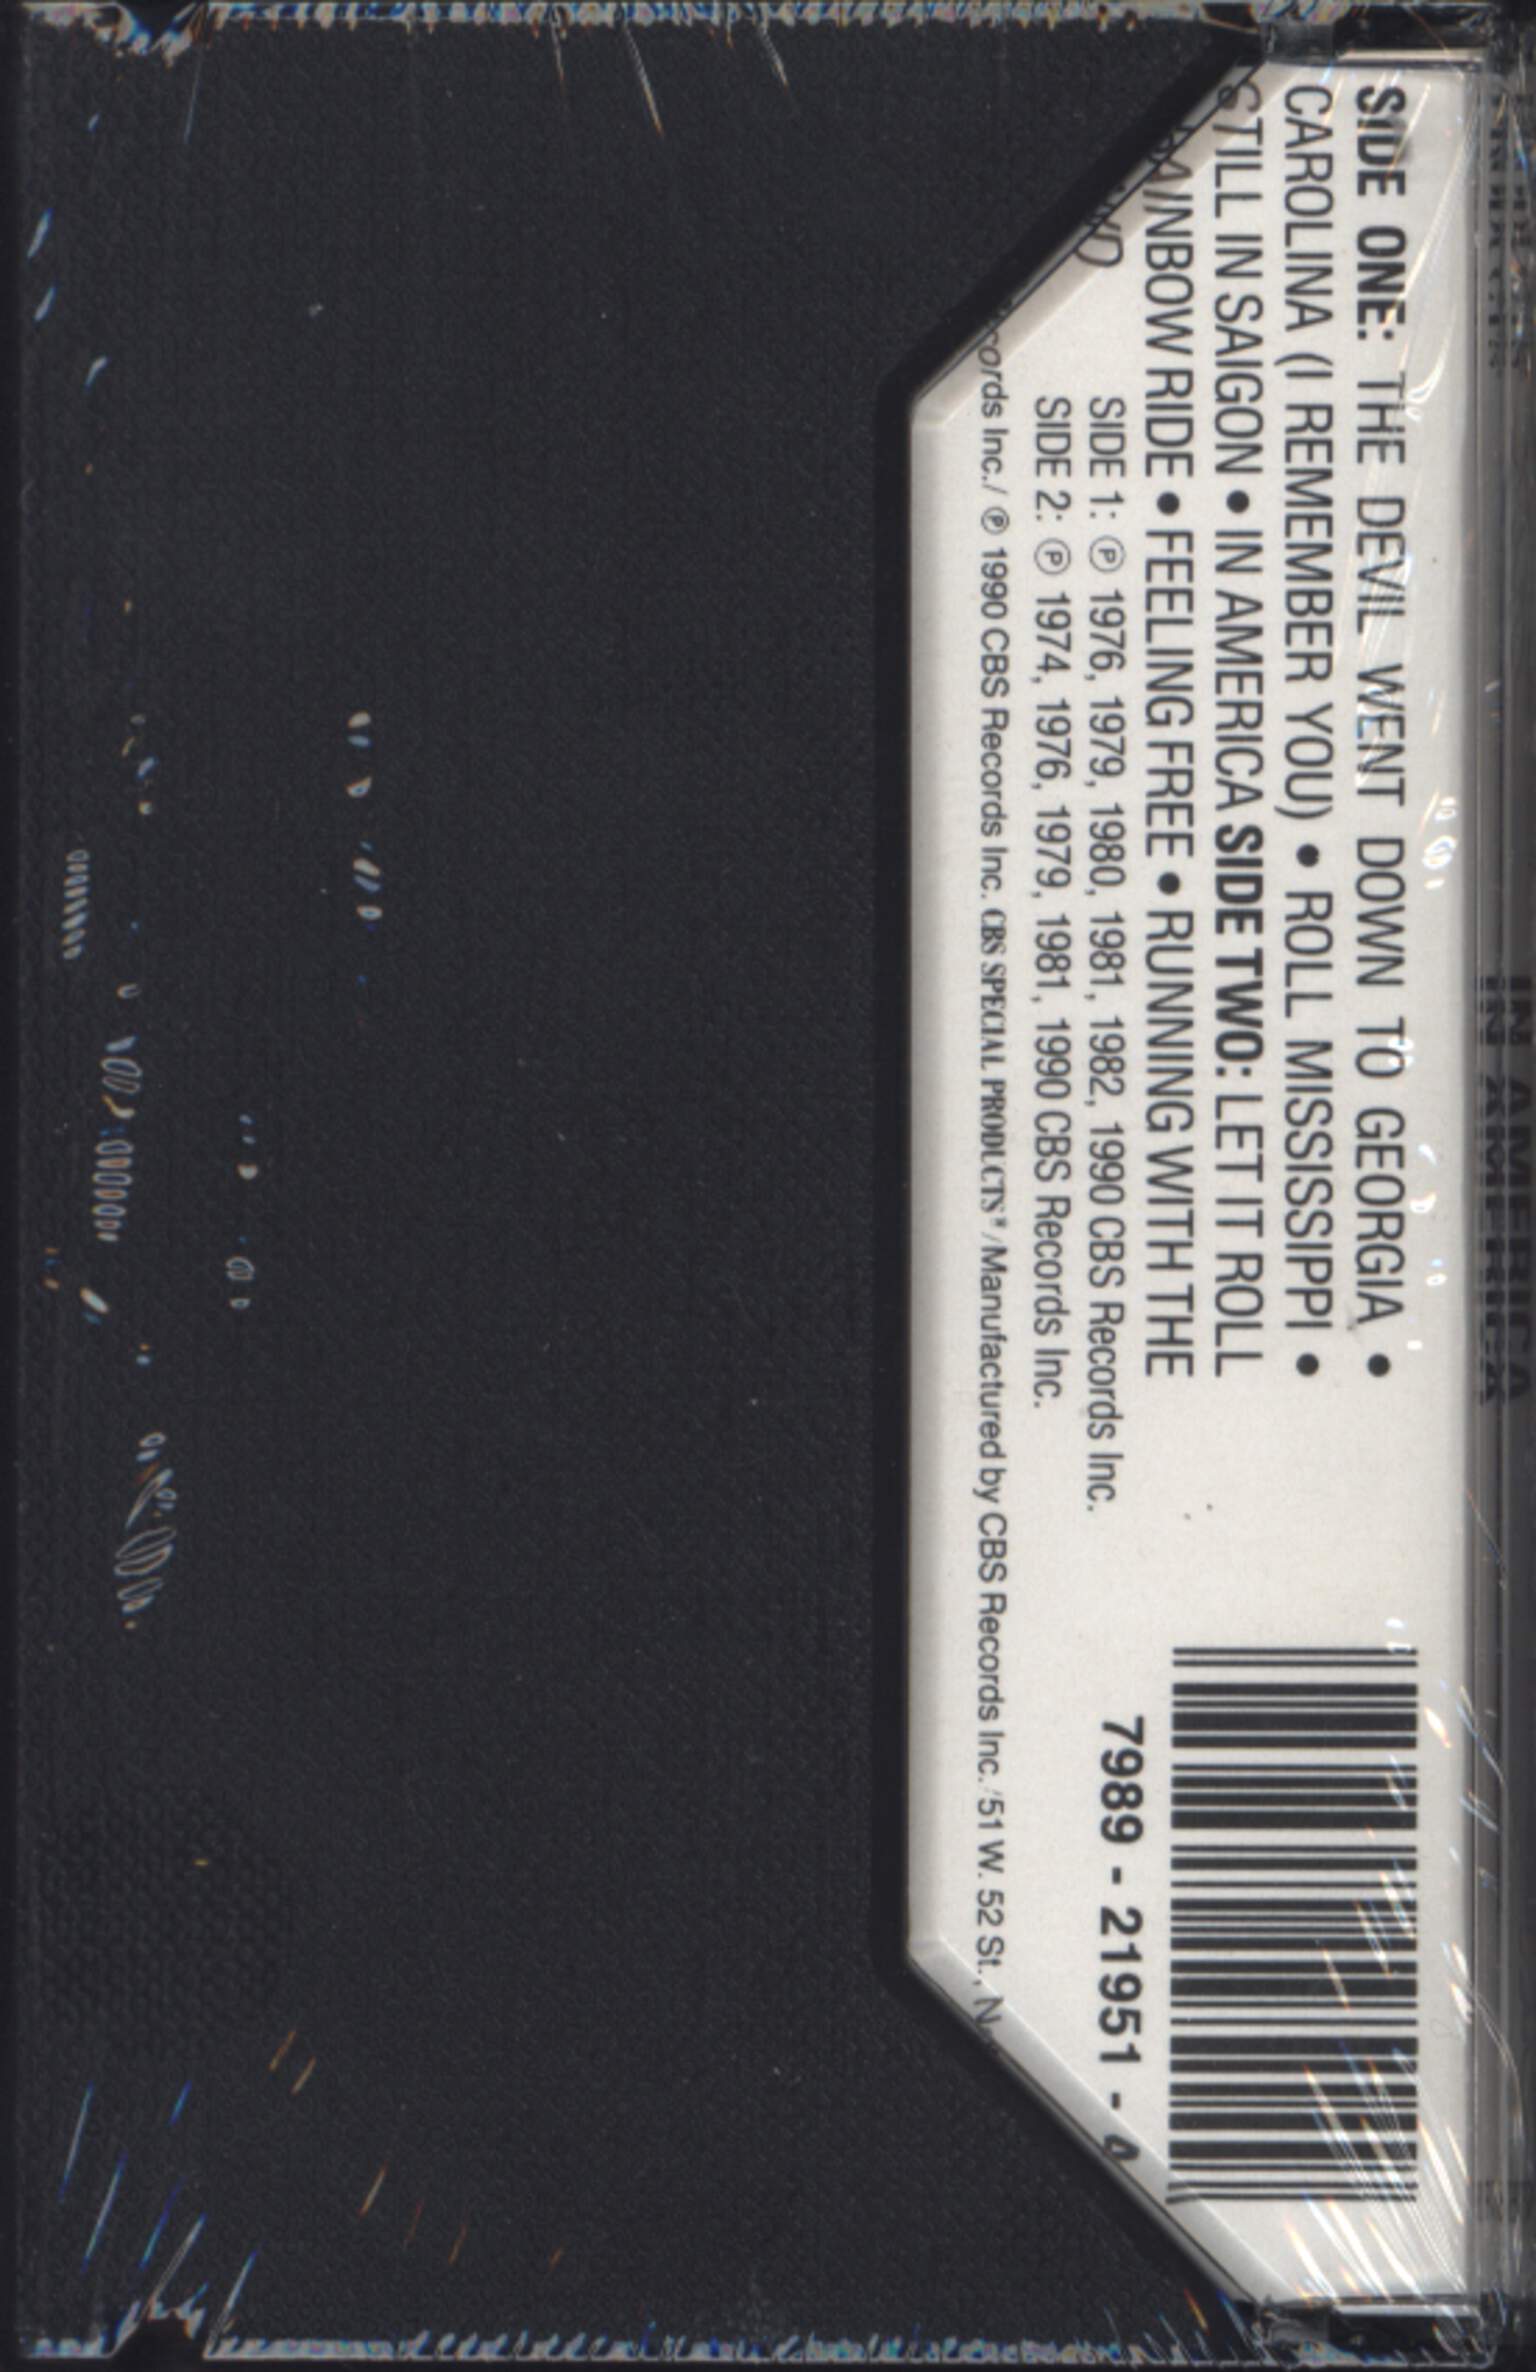 SIDE ONE: THE DEVIL WENT DOWN TO GEORGIA •
CAROLINA (I REMEMBER YOU) • ROLL MISSISSIPPI •
STILL IN SAIGON • IN AMERICA SIDE TWO: LET IT ROLL
RAINBOW RIDE • FEELING FREE • RUNNING WITH THE
SIDE 1: ℗ 1976, 1979, 1980, 1981, 1982, 1990 CBS Records Inc.
SIDE 2: ℗ 1974, 1976, 1979, 1981, 1990 CBS Records Inc.
cords Inc./ ℗ 1990 CBS Records Inc. CBS SPECIAL PRODUCTS" /Manufactured by CBS Records Inc./51 W. 52 St., N.
7989 - 21951 -
IN AMERICA